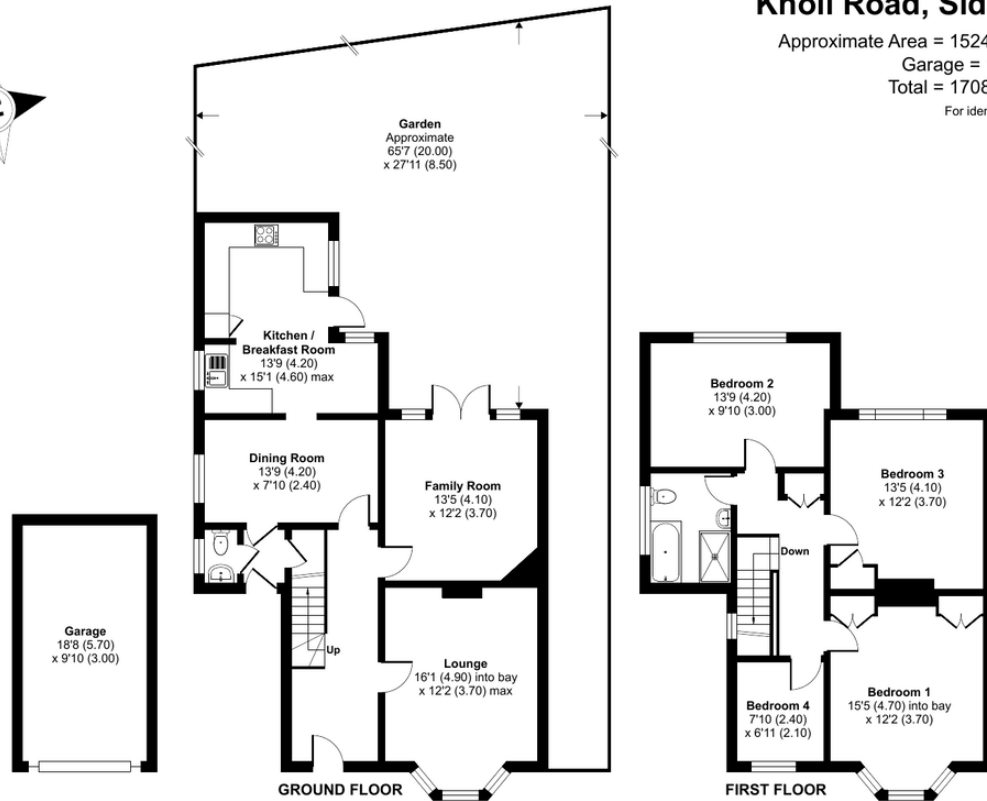 Knoll Road,
Approximate Area = 1524
Garage =
Total = 1708
For
Garden
Approximate
65'7 (20.00)
x 27'11 (8.50)
Kitchen /
Breakfast Room
13'9 (4.20)
x 15'1 (4.60) max
Dining Room
13'9 (4.20)
x 7'10 (2.40)
Family Room
13'5 (4.10)
x 12'2 (3.70)
Bedroom 2
13'9 (4.20)
x 9'10 (3.00)
Bedroom 3
13'5 (4.10)
x 12'2 (3.70)
Down
Garage
18'8 (5.70)
x 9'10 (3.00)
Up
Lounge
16'1 (4.90) into bay
x 12'2 (3.70) max
Bedroom 4
7'10 (2.40)
x 6'11 (2.10)
Bedroom 1
15'5 (4.70) into bay
x 12'2 (3.70)
GROUND FLOOR
FIRST FLOOR